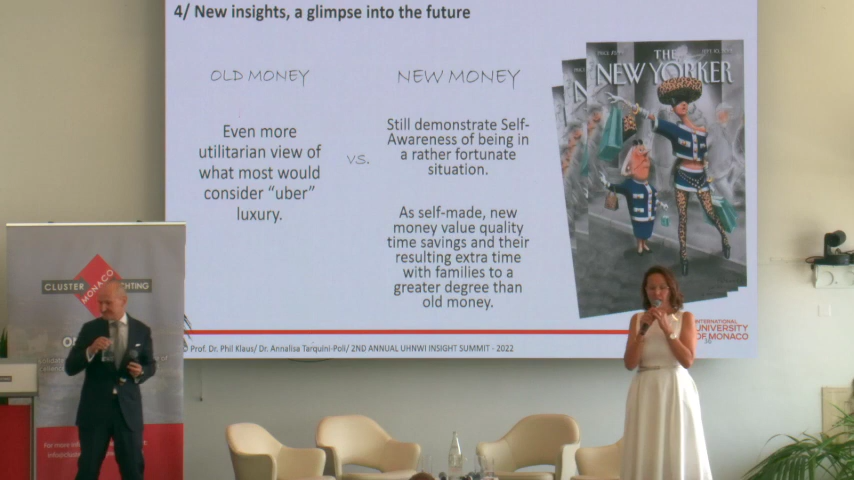 4/ New insights, a glimpse into the future
OLD MONEY
Even more
utilitarian view of
what most would
consider "uber"
luxury.
vs.
NEW MONEY
Still demonstrate Self-
Awareness of being in
a rather fortunate
situation.
As self-made, new
money value quality
time savings and their
resulting extra time
with families to a
greater degree than
old money.
THE
NEW YORKER
Prof. Dr. Phil Klaus/ Dr. Annalisa Tarquini-Poli/ 2ND ANNUAL UHNWI INSIGHT SUMMIT - 2022
INTERNATIONAL
UNIVERSITY
OF MONACO
CLUSTER
MONACO
For more